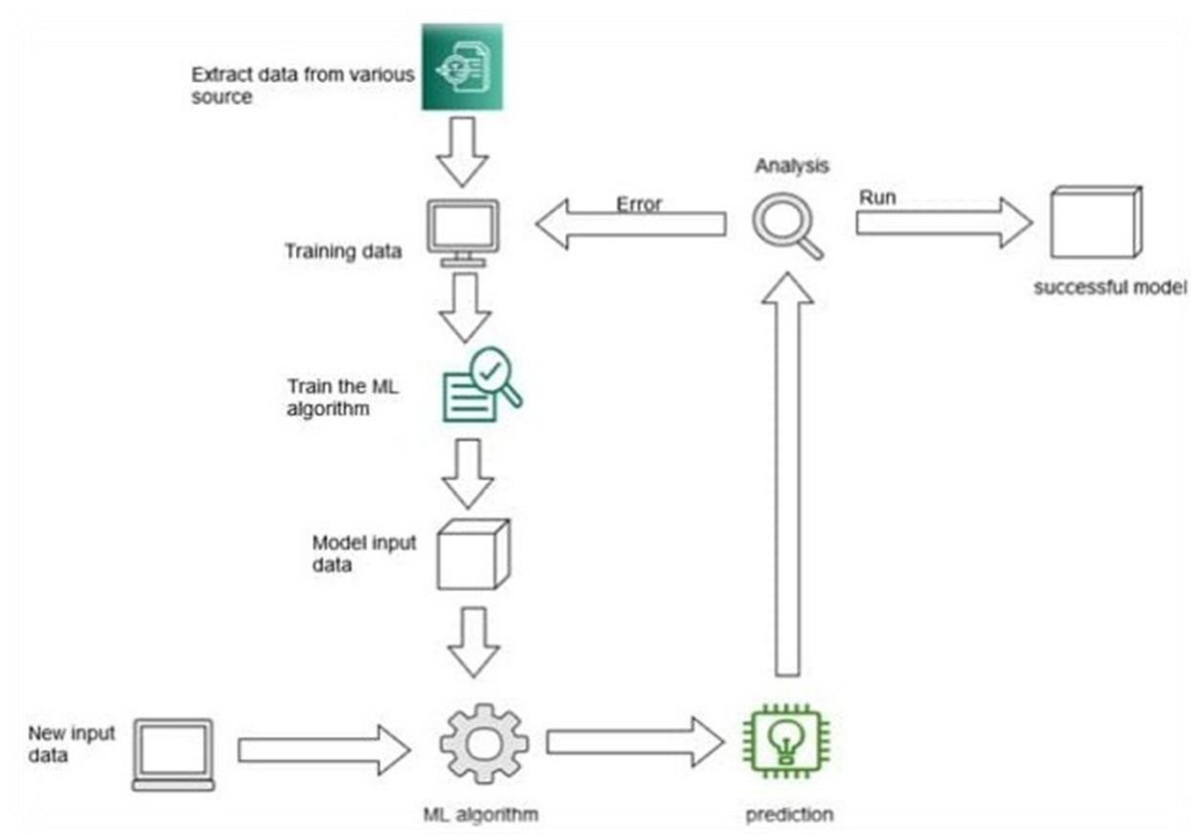 Extract data from various
source
Analysis
Error
Run
Training data
successful model
Train the ML
algorithm
Model input
data
New input
data
ML algorithm
prediction